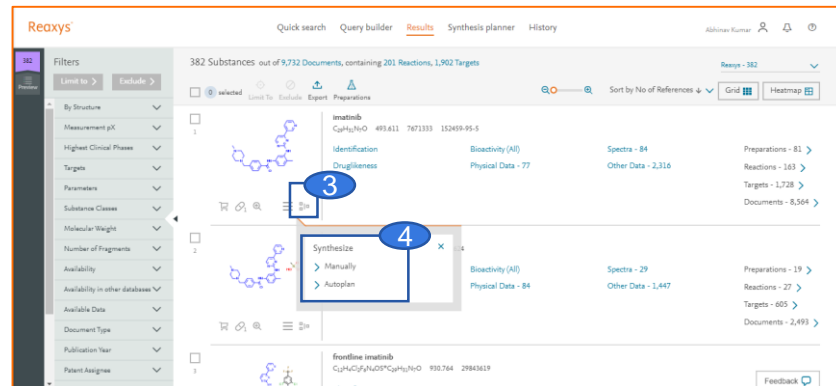 Reaxys
Quick search Query builder Results Synthesis planner History
Abhinav Kumar
382
Preview
Filters
Limit to > Exclude >
By Structure
Measurement pX
Highest Clinical Phases
Targets
Parameters
Substance Classes
Molecular Weight
Number of Fragments
Availability
Availability in other databases
Available Data
Document Type
Publication Year
Patent Assignee
382 Substances out of 9,732 Documents, containing 201 Reactions, 1,902 Targets
Reaxys - 382
0 selected Limit To Exclude Export Preparations
Sort by No of References Grid Heatmap
1
imatinib
C₂₉H₃₁N₇O 493.611 7671333 152459-95-5
Identification Bioactivity (All) Spectra - 84 Preparations - 81 >
Druglikeness Physical Data - 77 Other Data - 2,316 Reactions - 163 >
Targets - 1,728 >
Documents - 8,564 >
3
4
Synthesize ×
> Manually
> Autoplan
2
Bioactivity (All) Spectra - 29 Preparations - 19 >
Physical Data - 84 Other Data - 1,447 Reactions - 27 >
Targets - 605 >
Documents - 2,493 >
3
frontline imatinib
930.764 29843619
Feedback